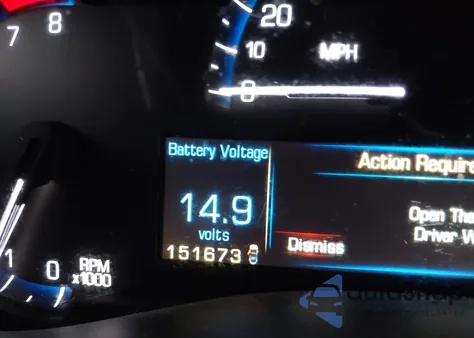 7 8
20
10
MPH
0
Battery Voltage
14.9
volts
151673
Action Require
Open The
Driver W
Dismiss
1 0 RPM
x1000